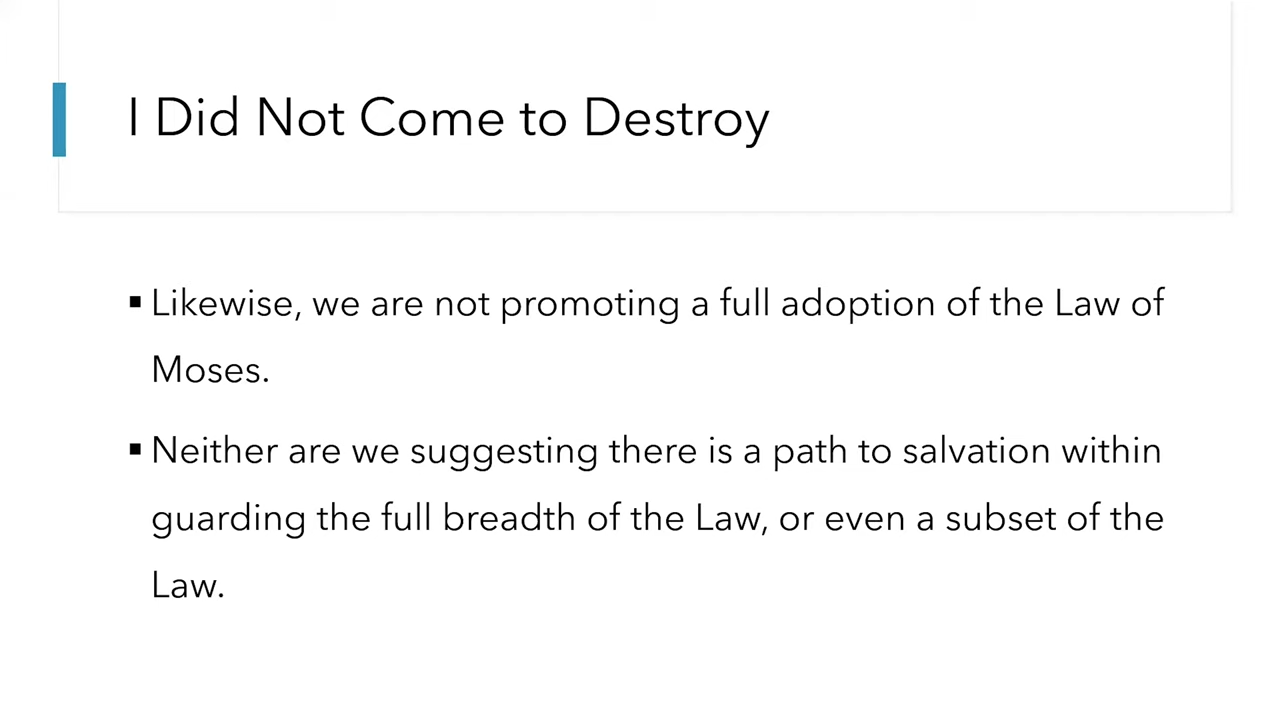 I Did Not Come to Destroy
▪ Likewise, we are not promoting a full adoption of the Law of
Moses.
▪ Neither are we suggesting there is a path to salvation within
guarding the full breadth of the Law, or even a subset of the
Law.